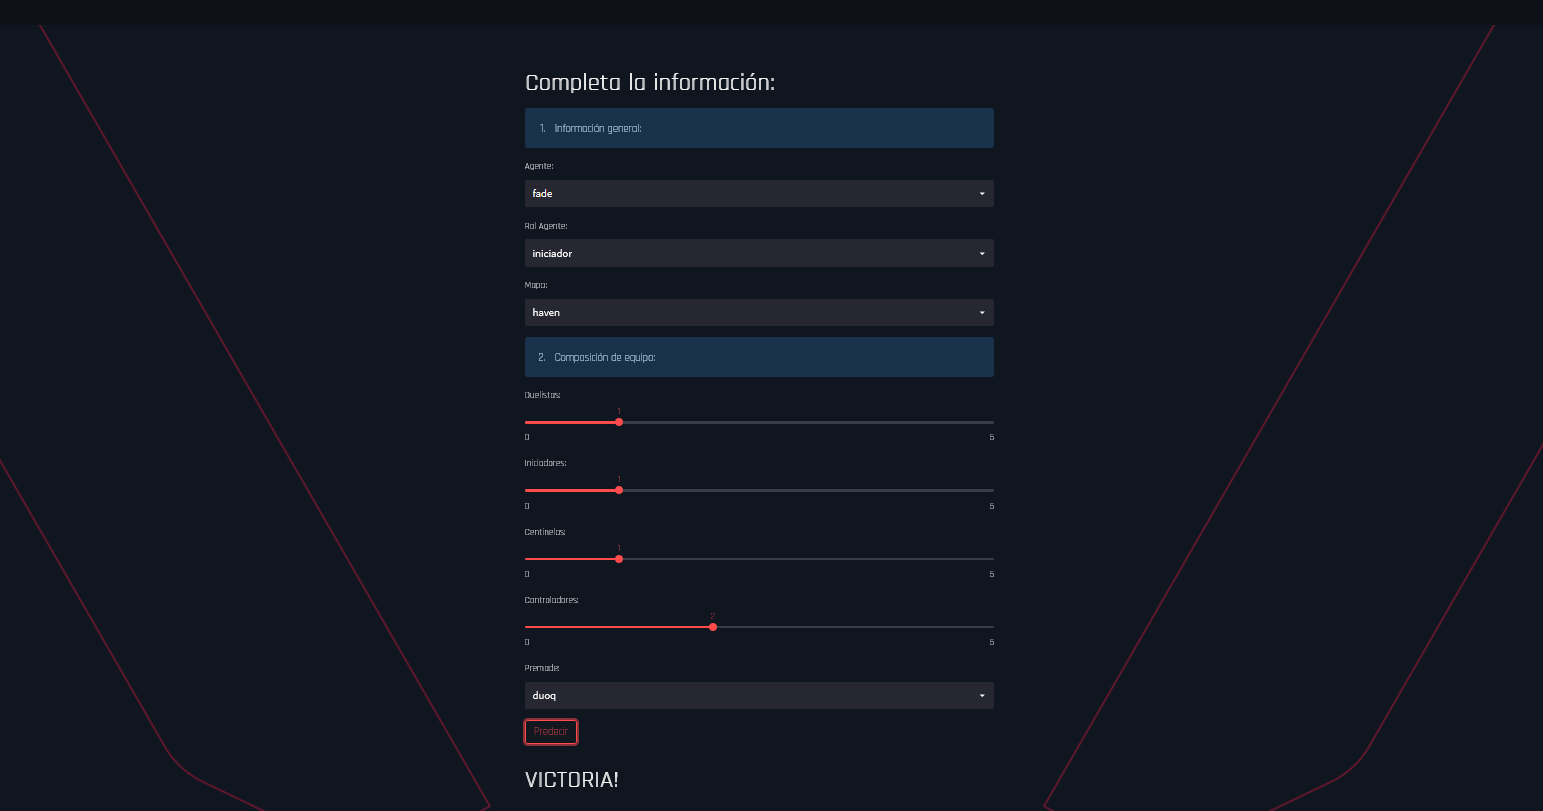 Completa la información:
1. Información general:
Agente:
fade
Rol Agente:
iniciador
Mapa:
haven
2. Composición de equipo:
Duelistas:
1
0 5
Iniciadores:
1
0 5
Centinelas:
1
0 5
Controladores:
2
0 5
Premade:
duoq
Predecir
VICTORIA!